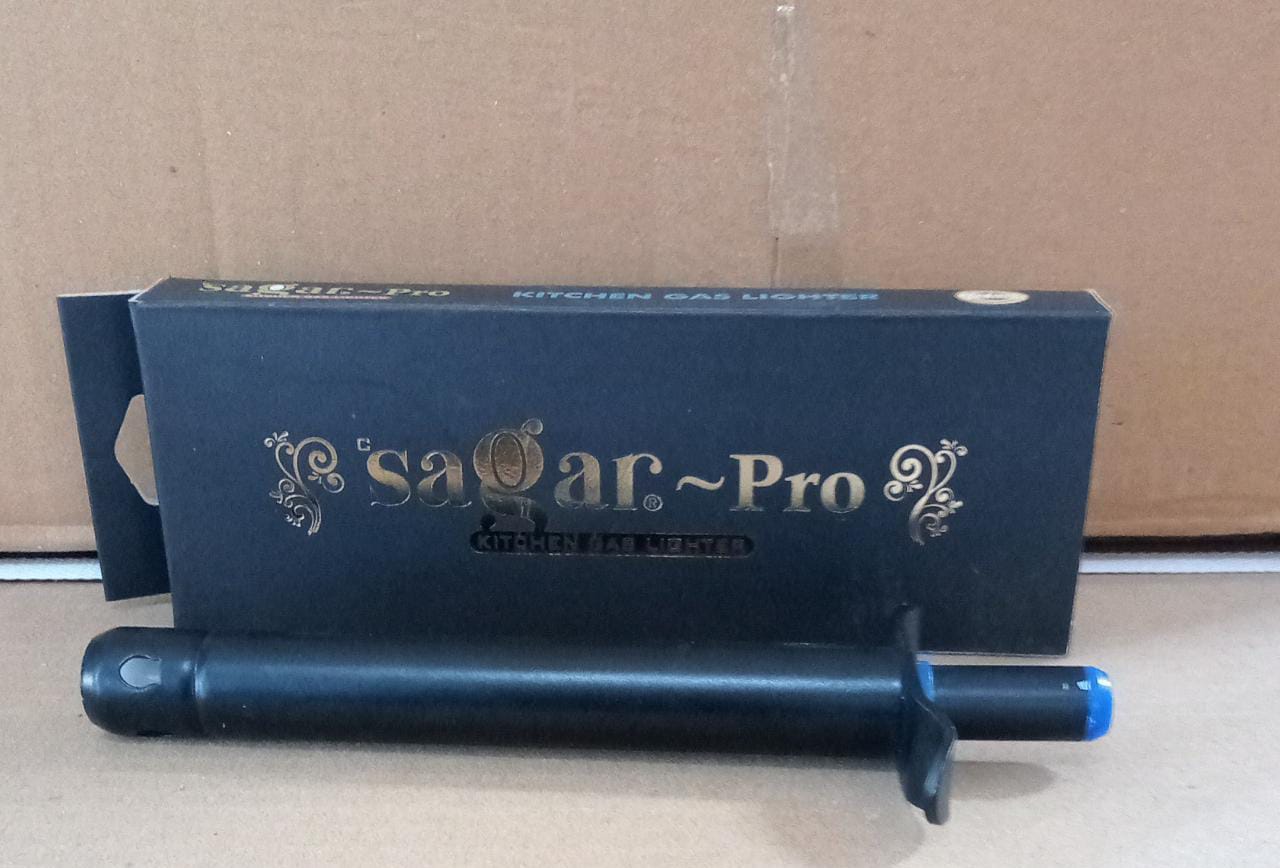 sagar~Pro KITCHEN GAS LIGHTER
C sagar® ~Pro
KITCHEN GAS LIGHTER